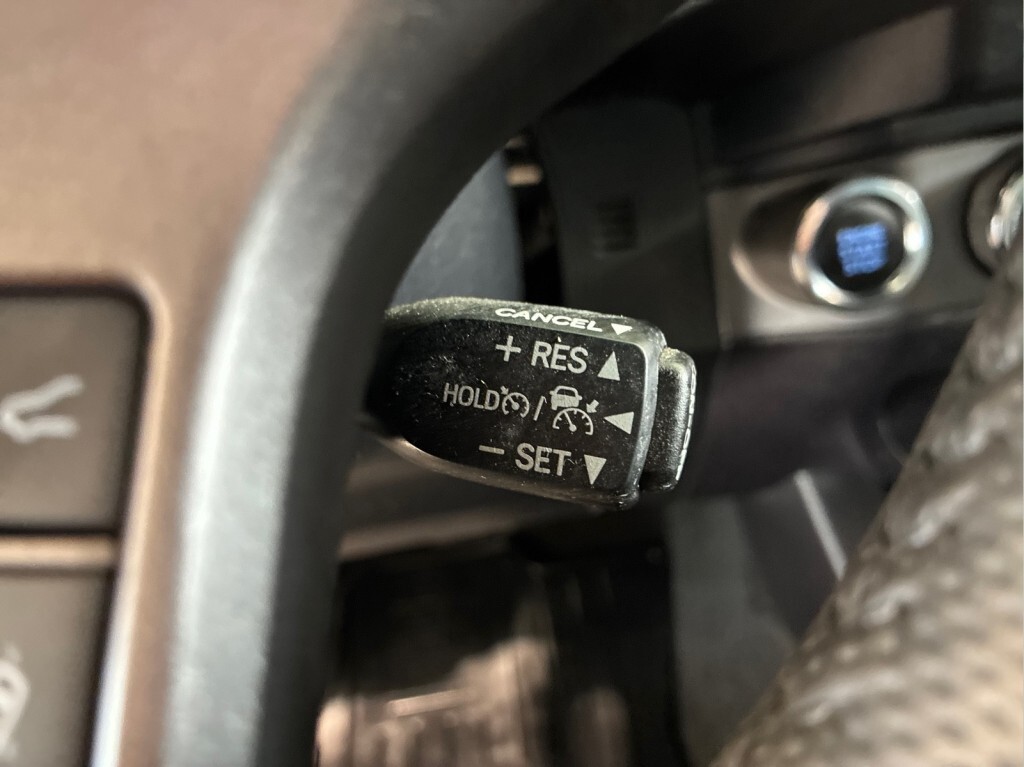 CANCEL ▼
+ RES ▲
HOLD / ◀
− SET ▼